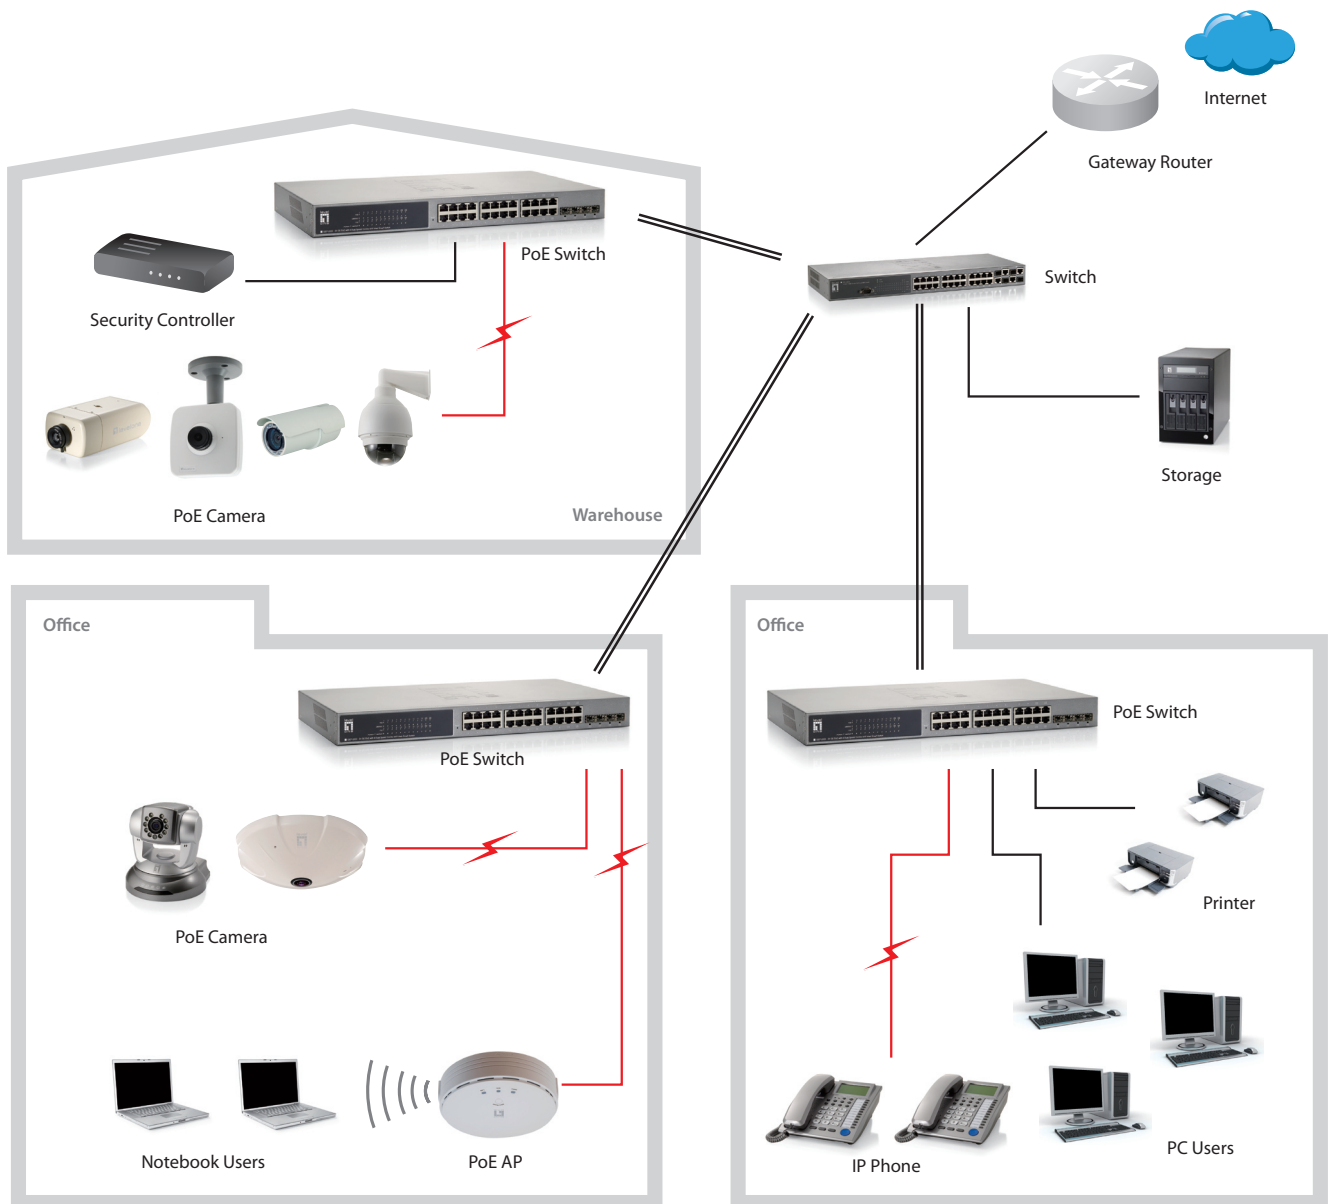 Internet
Gateway Router
PoE Switch
Switch
Security Controller
Storage
PoE Camera
Warehouse
Office
Office
PoE Switch
PoE Switch
Printer
PoE Camera
Notebook Users
PoE AP
IP Phone
PC Users